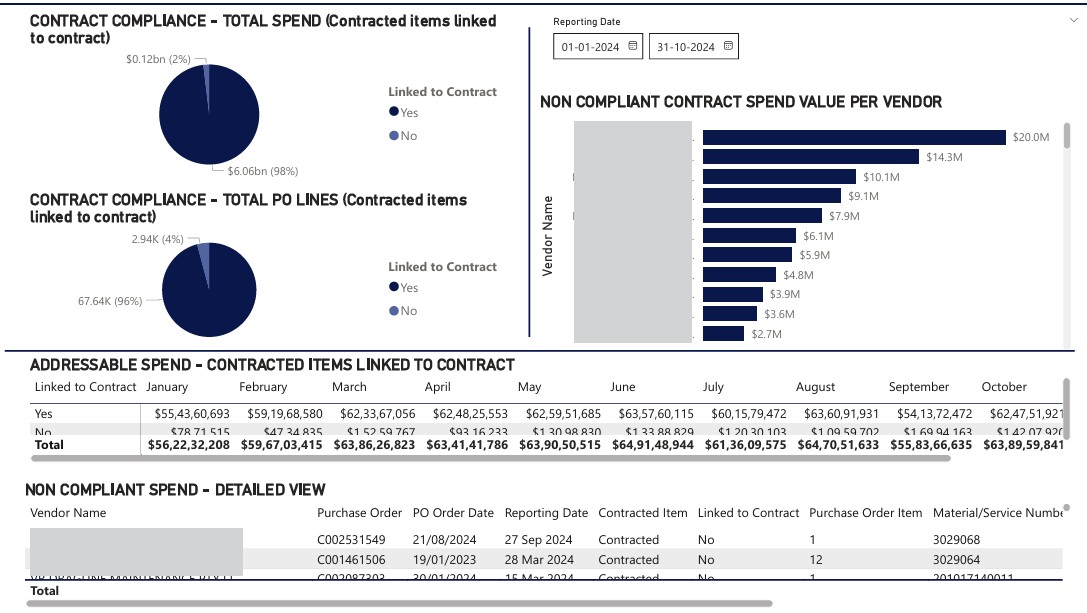 CONTRACT COMPLIANCE - TOTAL SPEND (Contracted items linked
to contract)
$0.12bn (2%)
Linked to Contract
Yes
No
$6.06bn (98%)
CONTRACT COMPLIANCE - TOTAL PO LINES (Contracted items
linked to contract)
2.94K (4%)
Linked to Contract
Yes
67.64K (96%)
No
Reporting Date
01-01-2024 31-10-2024
NON COMPLIANT CONTRACT SPEND VALUE PER VENDOR
Vendor Name
$20.0M
$14.3M
$10.1M
$9.1M
$7.9M
$6.1M
$5.9M
$4.8M
$3.9M
$3.6M
$2.7M
ADDRESSABLE SPEND - CONTRACTED ITEMS LINKED TO CONTRACT
Linked to Contract January February March April May June July August September October
Yes $55,43,60,693 $59,19,68,580 $62,33,67,056 $62,48,25,553 $62,59,51,685 $63,57,60,115 $60,15,79,472 $63,60,91,931 $54,13,72,472 $62,47,51,921
No $78,71,515 $47,34,835 $1,52,59,767 $93,16,233 $1,30,98,830 $1,33,88,829 $1,20,30,103 $1,09,59,702 $1,69,94,163 $1,42,07,920
Total $56,22,32,208 $59,67,03,415 $63,86,26,823 $63,41,41,786 $63,90,50,515 $64,91,48,944 $61,36,09,575 $64,70,51,633 $55,83,66,635 $63,89,59,841
NON COMPLIANT SPEND - DETAILED VIEW
Vendor Name Purchase Order PO Order Date Reporting Date Contracted Item Linked to Contract Purchase Order Item Material/Service Numbe
C002531549 21/08/2024 27 Sep 2024 Contracted No 1 3029068
C001461506 19/01/2023 28 Mar 2024 Contracted No 12 3029064
C002087303 30/01/2024 15 Mar 2024 Contracted No 1 201017140011
Total